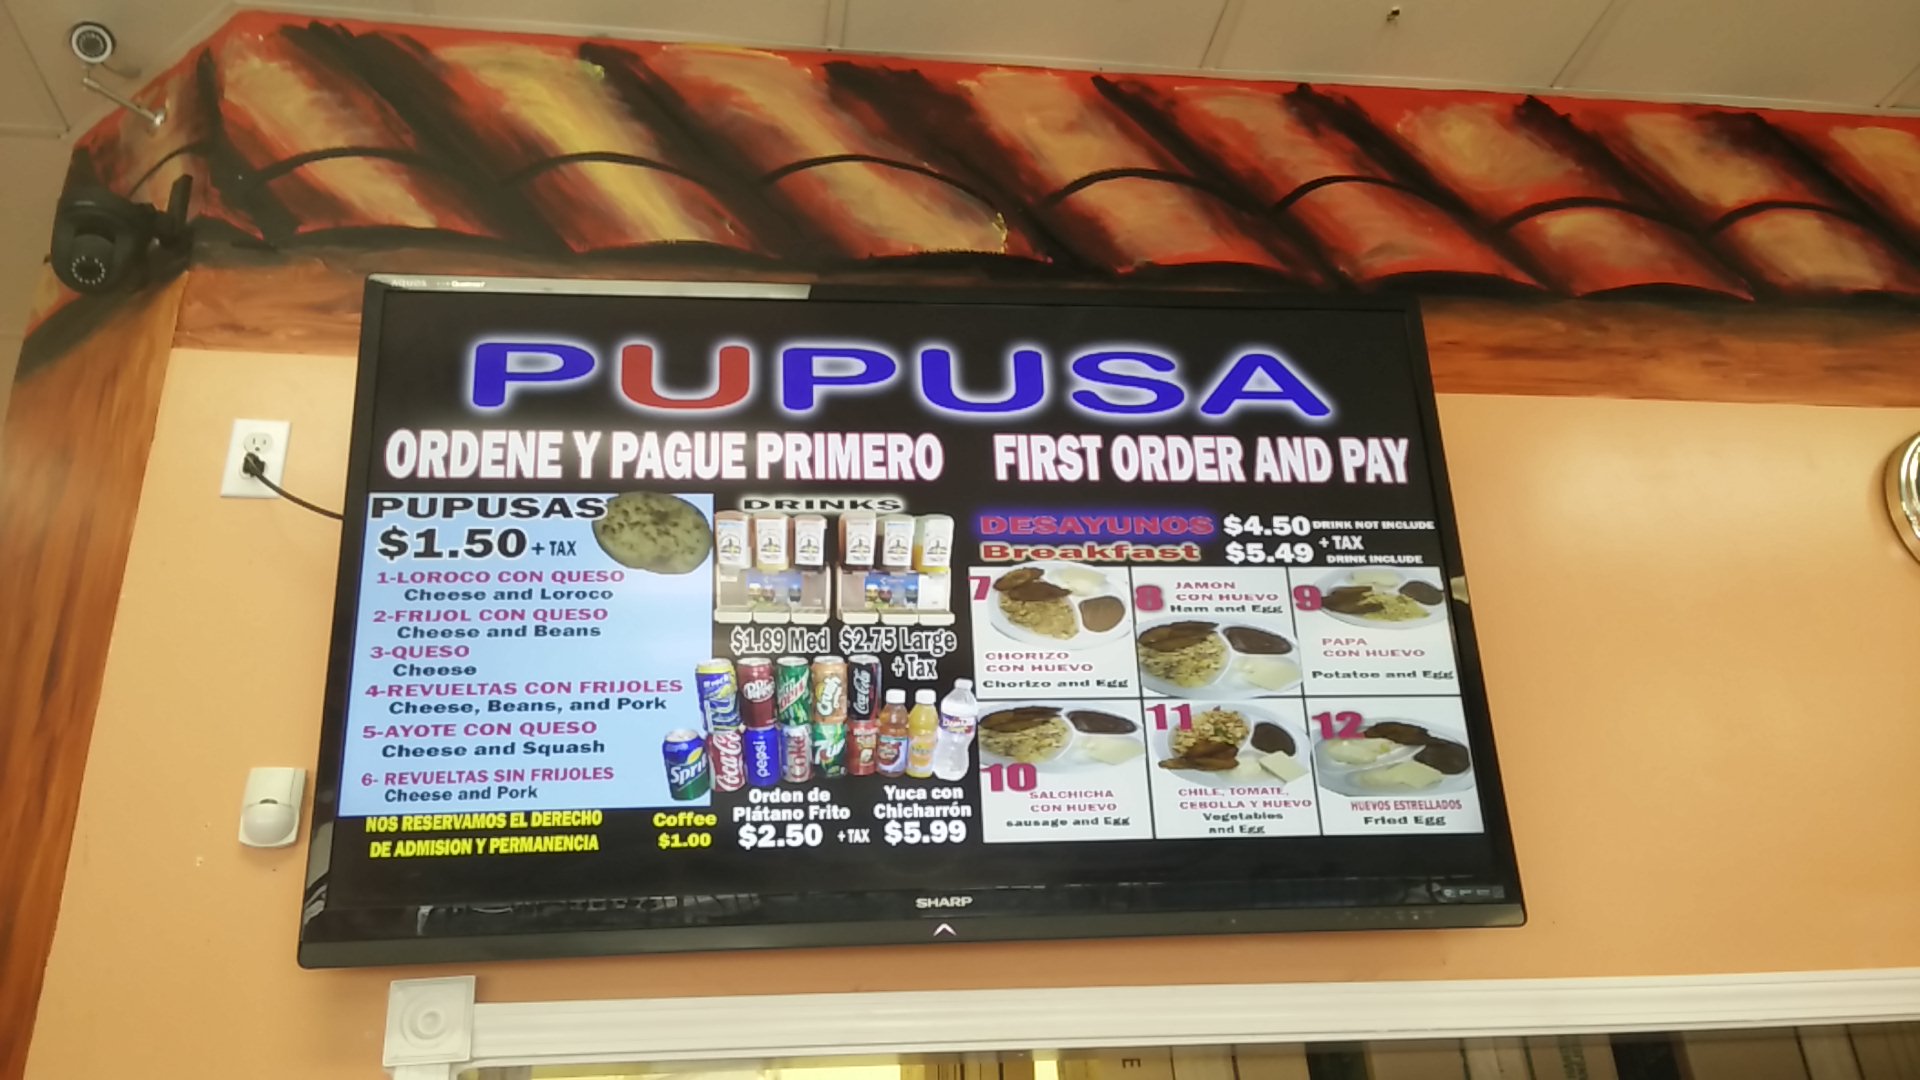 AQUOS
PUPUSA
ORDENE Y PAGUE PRIMERO FIRST ORDER AND PAY
PUPUSAS
$1.50 + TAX
1-LOROCO CON QUESO
Cheese and Loroco
2-FRIJOL CON QUESO
Cheese and Beans
3-QUESO
Cheese
4-REVUELTAS CON FRIJOLES
Cheese, Beans, and Pork
5-AYOTE CON QUESO
Cheese and Squash
6- REVUELTAS SIN FRIJOLES
Cheese and Pork
NOS RESERVAMOS EL DERECHO
DE ADMISION Y PERMANENCIA
DRINKS
$1.89 Med $2.75 Large
+ Tax
Coca-Cola
Sprite
pepsi
Coke
Coffee
$1.00
Orden de
Plátano Frito
$2.50 + TAX
Yuca con
Chicharrón
$5.99
DESAYUNOS $4.50 DRINK NOT INCLUDE
Breakfast $5.49 + TAX
DRINK INCLUDE
7
CHORIZO
CON HUEVO
Chorizo and Egg
8 JAMON
CON HUEVO
Ham and Egg
9
PAPA
CON HUEVO
Potatoe and Egg
10 SALCHICHA
CON HUEVO
sausage and Egg
11
CHILE, TOMATE,
CEBOLLA Y HUEVO
Vegetables
and Egg
12
HUEVOS ESTRELLADOS
Fried Egg
SHARP